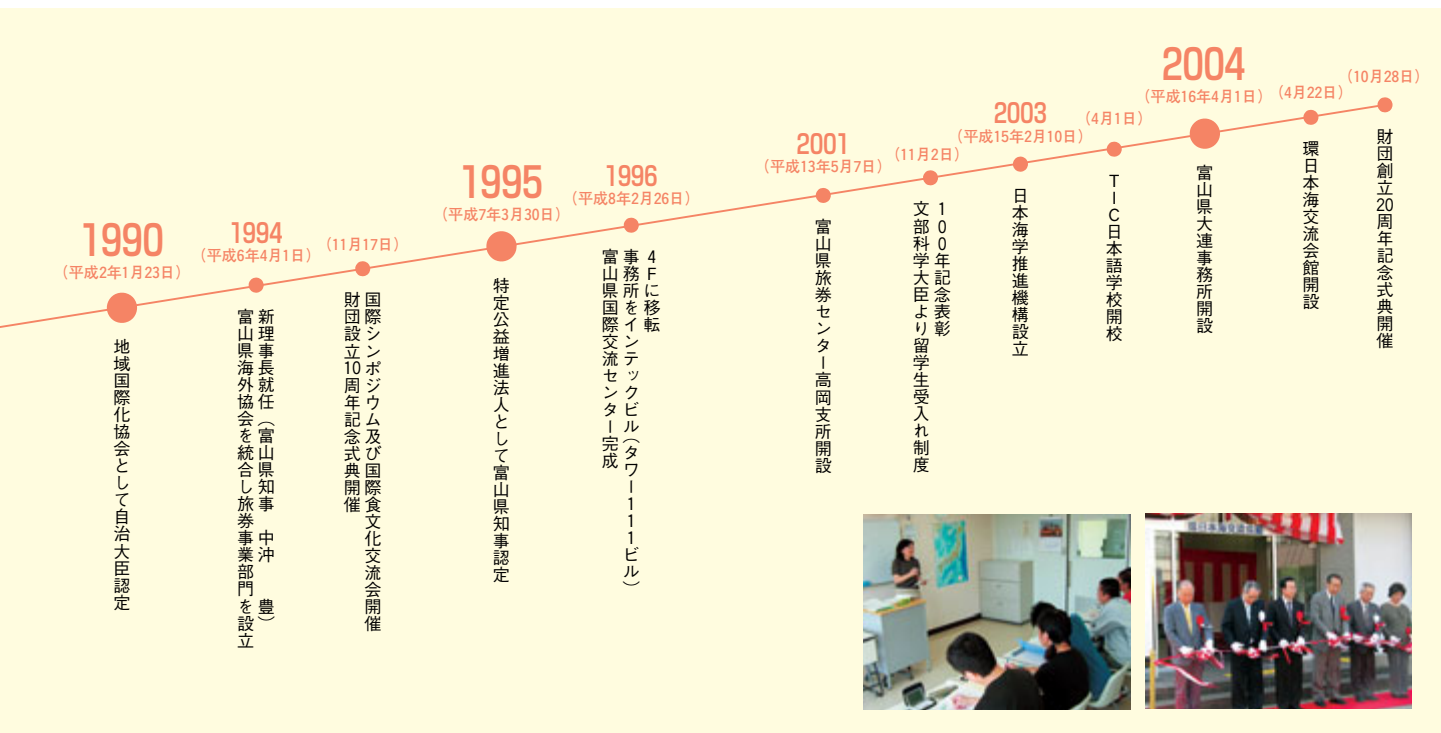 1990
（平成2年1月23日）
地域国際化協会として自治大臣認定
1994
（平成6年4月1日）
富山県海外協会を統合し旅券事業部門を設立
新理事長就任（富山県知事　中沖　豊）
（11月17日）
財団設立10周年記念式典開催
国際シンポジウム及び国際食文化交流会開催
1995
（平成7年3月30日）
特定公益増進法人として富山県知事認定
1996
（平成8年2月26日）
富山県国際交流センター完成
事務所をインテックビル（タワー111ビル）
4Fに移転
2001
（平成13年5月7日）
富山県旅券センター高岡支所開設
（11月2日）
文部科学大臣より留学生受入れ制度
100年記念表彰
2003
（平成15年2月10日）
日本海学推進機構設立
（4月1日）
TIC日本語学校開校
2004
（平成16年4月1日）
富山県大連事務所開設
（4月22日）
環日本海交流会館開設
（10月28日）
財団創立20周年記念式典開催